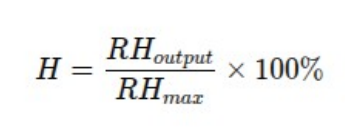 H = RH_output / RH_max × 100%